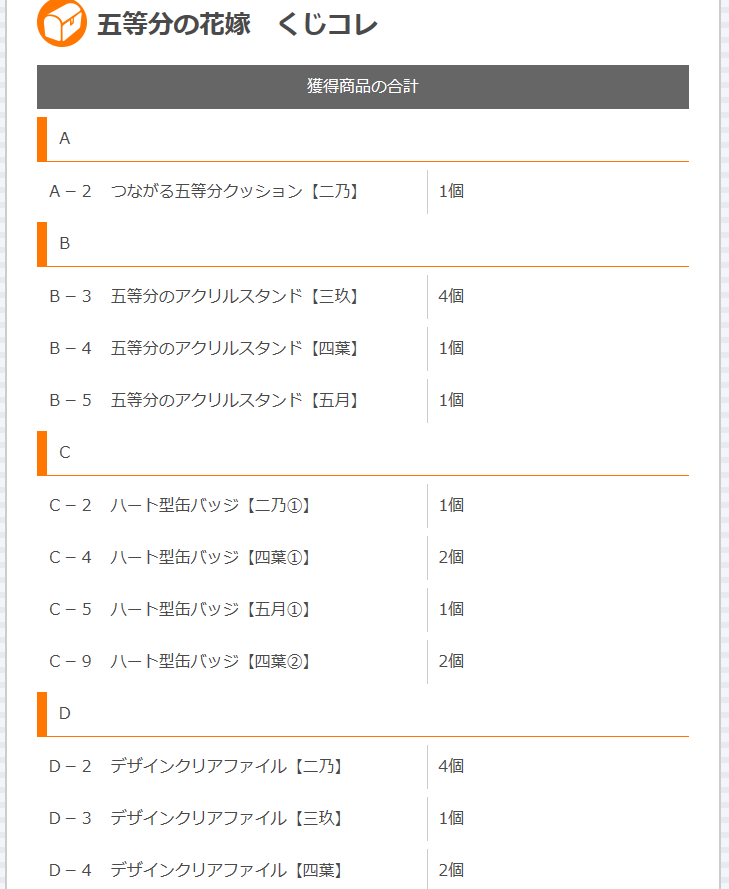 五等分の花嫁　くじコレ
獲得商品の合計
A
A－2　つながる五等分クッション【二乃】　1個
B
B－3　五等分のアクリルスタンド【三玖】　4個
B－4　五等分のアクリルスタンド【四葉】　1個
B－5　五等分のアクリルスタンド【五月】　1個
C
C－2　ハート型缶バッジ【二乃①】　1個
C－4　ハート型缶バッジ【四葉①】　2個
C－5　ハート型缶バッジ【五月①】　1個
C－9　ハート型缶バッジ【四葉②】　2個
D
D－2　デザインクリアファイル【二乃】　4個
D－3　デザインクリアファイル【三玖】　1個
D－4　デザインクリアファイル【四葉】　2個